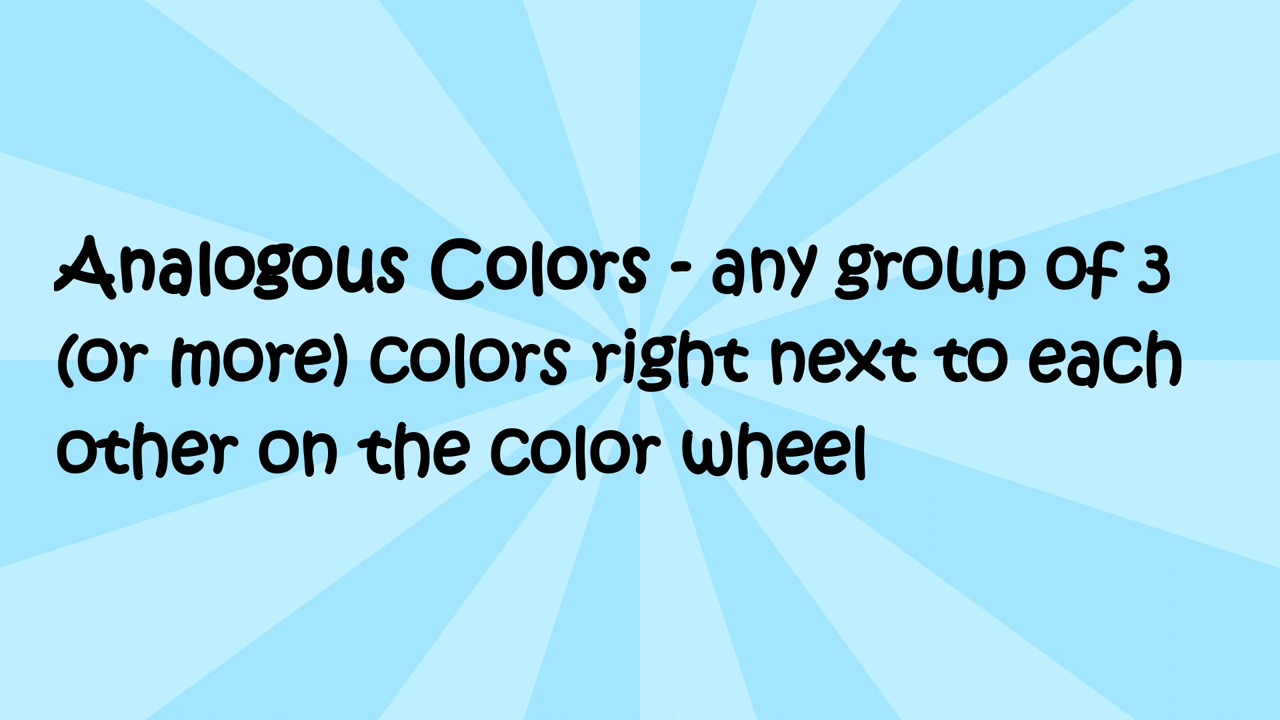 Analogous Colors - any group of 3
(or more) colors right next to each
other on the color wheel